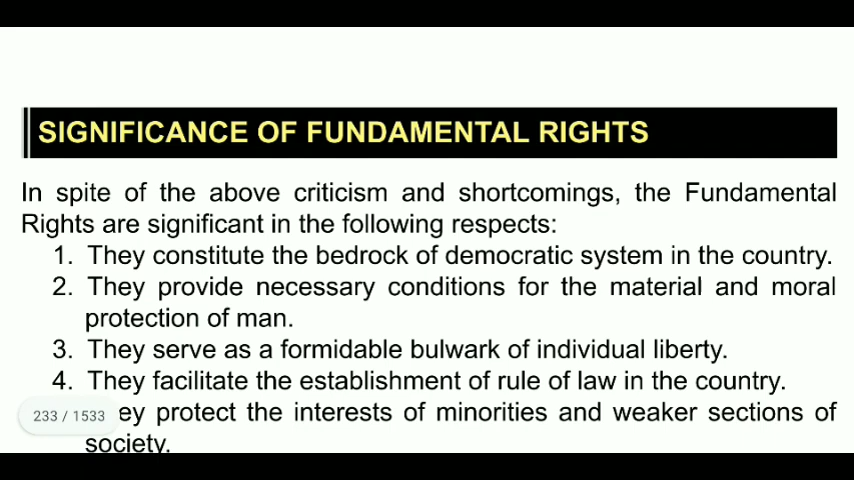 SIGNIFICANCE OF FUNDAMENTAL RIGHTS
In spite of the above criticism and shortcomings, the Fundamental
Rights are significant in the following respects:
1. They constitute the bedrock of democratic system in the country.
2. They provide necessary conditions for the material and moral
protection of man.
3. They serve as a formidable bulwark of individual liberty.
4. They facilitate the establishment of rule of law in the country.
233 / 1533
ey protect the interests of minorities and weaker sections of
society.